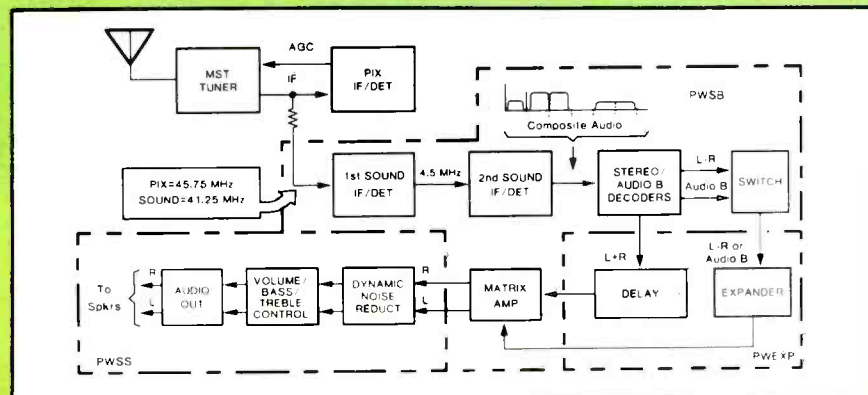 AGC
MST
TUNER
IF
PIX
IF/DET
PWSB
Composite Audio
PIX=45.75 MHz
SOUND=41.25 MHz
1st SOUND
IF/DET
4.5 MHz
2nd SOUND
IF/DET
STEREO/
AUDIO B
DECODERS
L-R
Audio B
SWITCH
L-R or
Audio B
L+R
To
Spkrs
R
L
AUDIO
OUT
VOLUME/
BASS/
TREBLE
CONTROL
DYNAMIC
NOISE
REDUCT
R
L
MATRIX
AMP
DELAY
EXPANDER
PWSS
PWEXP